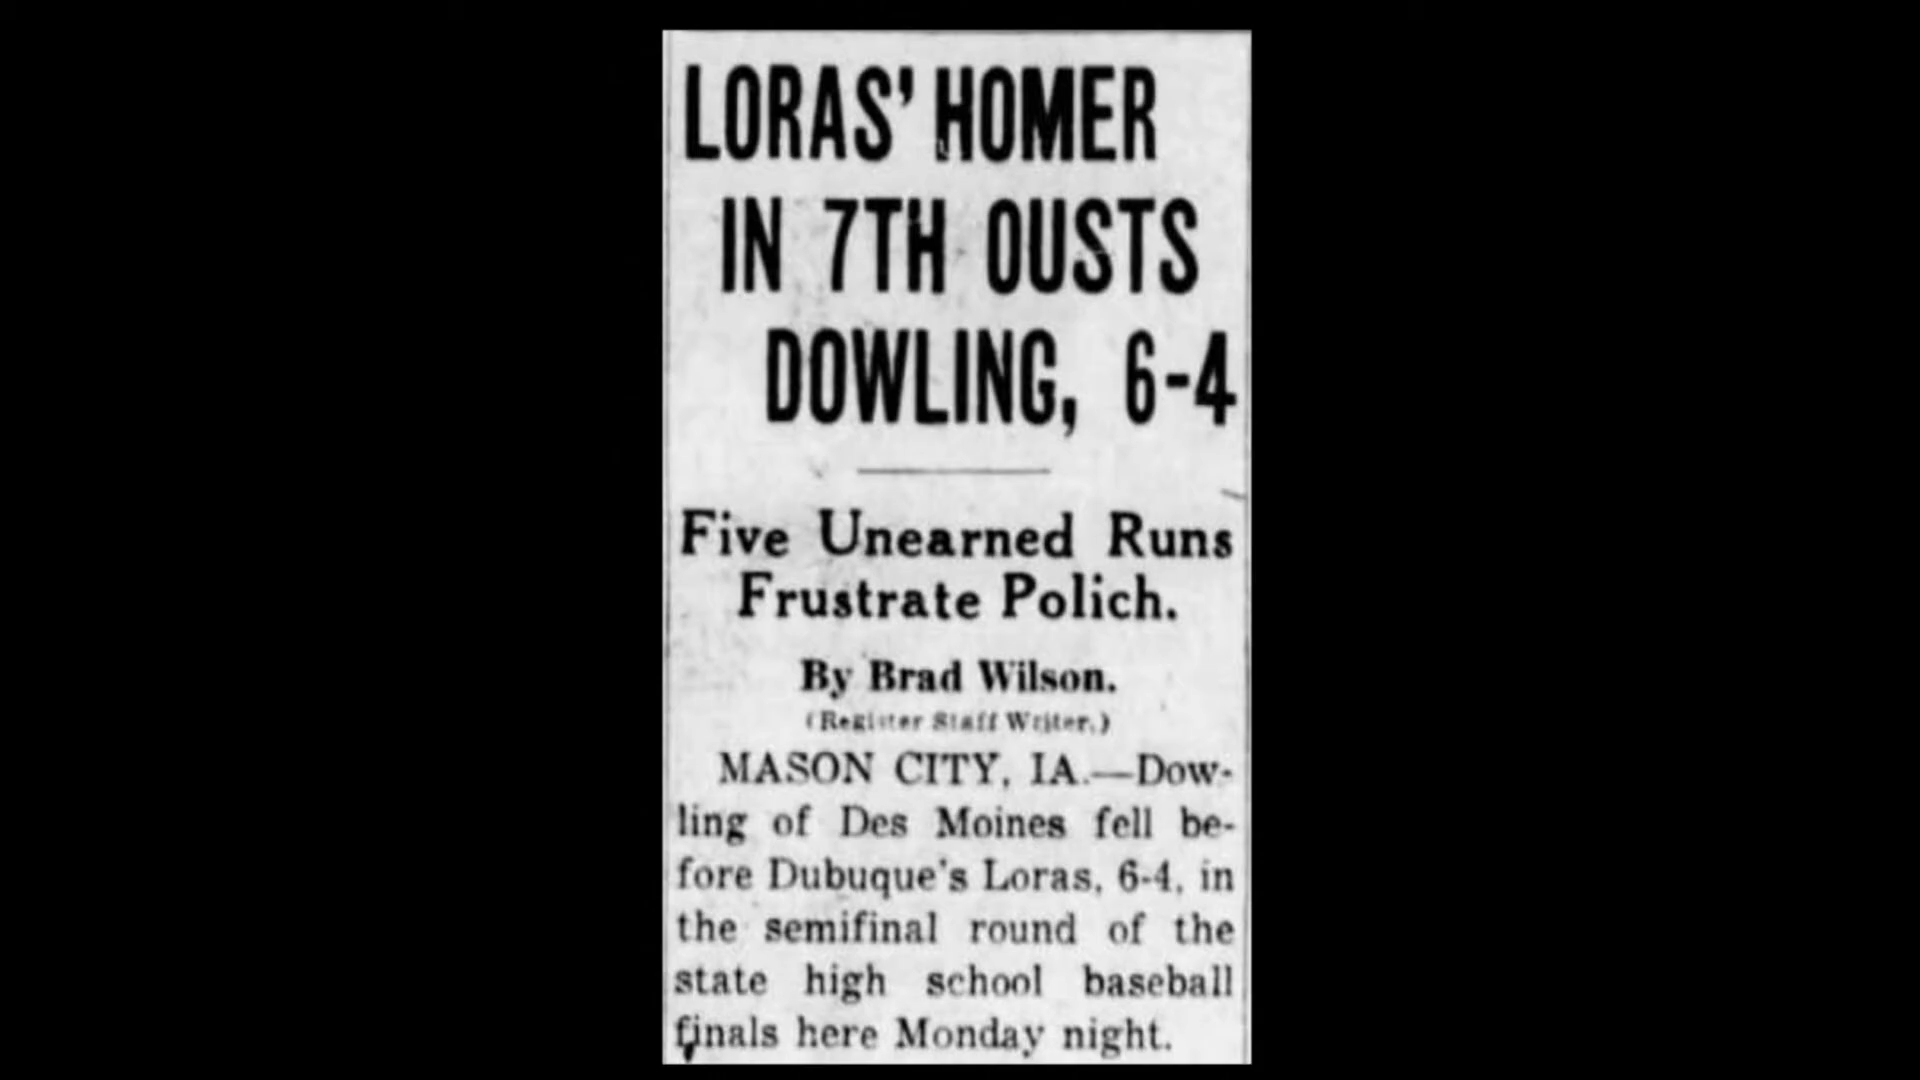 LORAS' HOMER
IN 7TH OUSTS
DOWLING, 6-4
Five Unearned Runs
Frustrate Polich.
By Brad Wilson.
(Register Staff Writer.)
MASON CITY, IA.—Dow-
ling of Des Moines fell be-
fore Dubuque's Loras, 6-4, in
the semifinal round of the
state high school baseball
finals here Monday night.